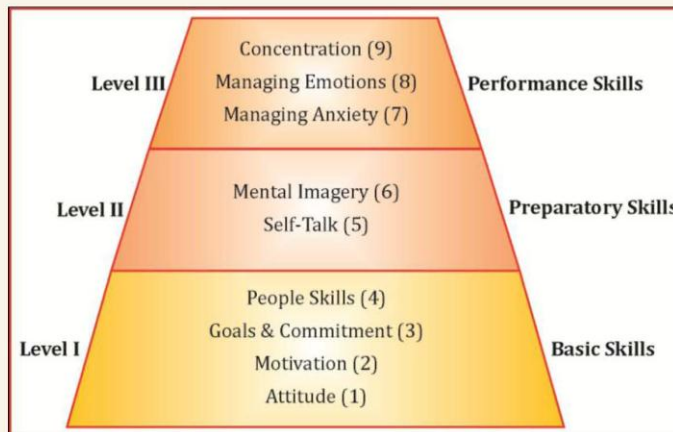 Concentration (9)
Level III Managing Emotions (8) Performance Skills
Managing Anxiety (7)
Mental Imagery (6)
Level II Preparatory Skills
Self-Talk (5)
People Skills (4)
Goals & Commitment (3)
Level I Basic Skills
Motivation (2)
Attitude (1)